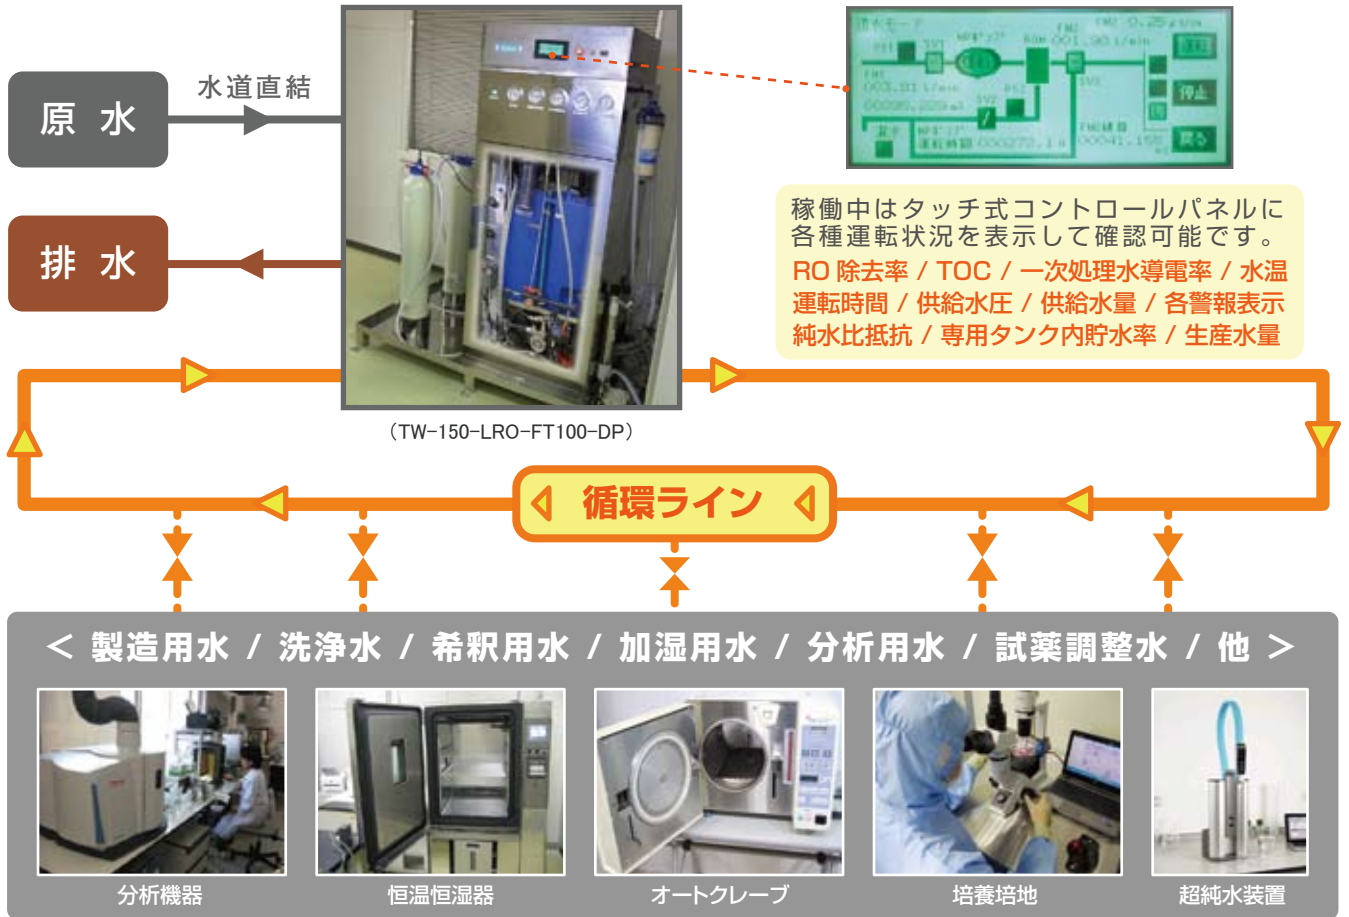 原水
水道直結
排水
(TW-150-LRO-FT100-DP)
停止
戻る
稼働中はタッチ式コントロールパネルに
各種運転状況を表示して確認可能です。
RO 除去率 / TOC / 一次処理水導電率 / 水温
運転時間 / 供給水圧 / 供給水量 / 各警報表示
純水比抵抗 / 専用タンク内貯水率 / 生産水量
循環ライン
< 製造用水 / 洗浄水 / 希釈用水 / 加湿用水 / 分析用水 / 試薬調整水 / 他 >
分析機器
恒温恒湿器
オートクレーブ
培養培地
超純水装置